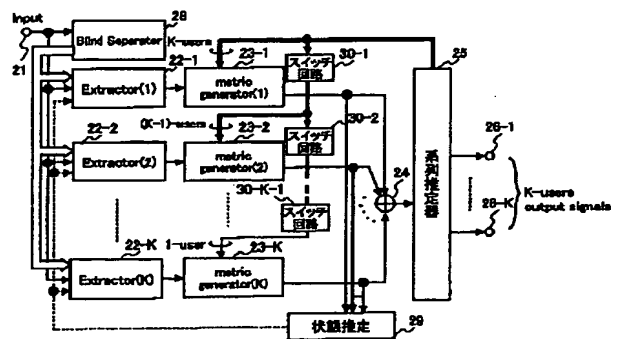 Input
21
28
Blind Separator
K-users
22-1
Extractor(1)
23-1
metric
generator(1)
30-1
スイッチ
回路
25
22-2
(K-1)-users
Extractor(2)
23-2
metric
generator(2)
スイッチ
回路
30-2
24
系列推定器
26-1
26-K
K-users
output signals
30-K-1
スイッチ
回路
22-K
1-user
Extractor(K)
23-K
metric
generator(K)
状態推定
29